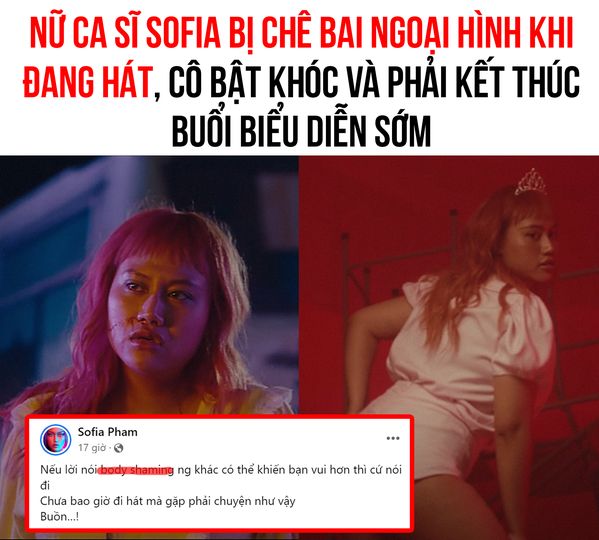 NỮ CA SĨ SOFIA BỊ CHÊ BAI NGOẠI HÌNH KHI
ĐANG HÁT, CÔ BẬT KHÓC VÀ PHẢI KẾT THÚC
BUỔI BIỂU DIỄN SỚM
Sofia Pham
17 giờ ·
Nếu lời nói body shaming ng khác có thể khiến bạn vui hơn thì cứ nói
đi
Chưa bao giờ đi hát mà gặp phải chuyện như vậy
Buồn...!